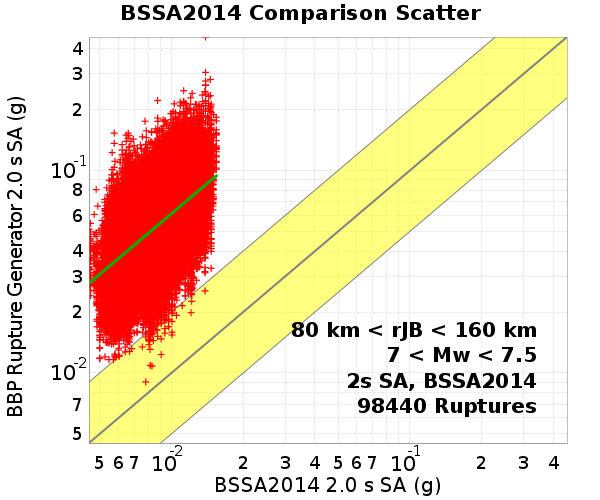 BSSA2014 Comparison Scatter
BBP Rupture Generator 2.0 s SA (g)
4
3
2
10-1
8
6
4
3
2
10-2
7
5
80 km < rJB < 160 km
7 < Mw < 7.5
2s SA, BSSA2014
98440 Ruptures
5 6 7 10-2 2 3 4 5 6 7 10-1 2 3 4
BSSA2014 2.0 s SA (g)